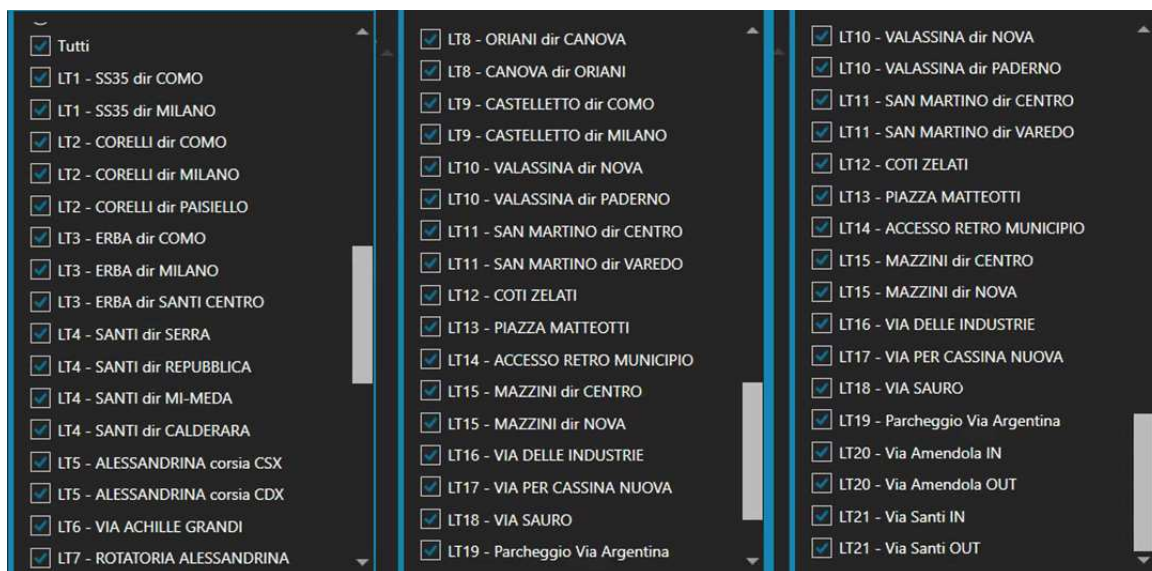 Tutti
LT1 - SS35 dir COMO
LT1 - SS35 dir MILANO
LT2 - CORELLI dir COMO
LT2 - CORELLI dir MILANO
LT2 - CORELLI dir PAISIELLO
LT3 - ERBA dir COMO
LT3 - ERBA dir MILANO
LT3 - ERBA dir SANTI CENTRO
LT4 - SANTI dir SERRA
LT4 - SANTI dir REPUBBLICA
LT4 - SANTI dir MI-MEDA
LT4 - SANTI dir CALDERARA
LT5 - ALESSANDRINA corsia CSX
LT5 - ALESSANDRINA corsia CDX
LT6 - VIA ACHILLE GRANDI
LT7 - ROTATORIA ALESSANDRINA
LT8 - ORIANI dir CANOVA
LT8 - CANOVA dir ORIANI
LT9 - CASTELLETTO dir COMO
LT9 - CASTELLETTO dir MILANO
LT10 - VALASSINA dir NOVA
LT10 - VALASSINA dir PADERNO
LT11 - SAN MARTINO dir CENTRO
LT11 - SAN MARTINO dir VAREDO
LT12 - COTI ZELATI
LT13 - PIAZZA MATTEOTTI
LT14 - ACCESSO RETRO MUNICIPIO
LT15 - MAZZINI dir CENTRO
LT15 - MAZZINI dir NOVA
LT16 - VIA DELLE INDUSTRIE
LT17 - VIA PER CASSINA NUOVA
LT18 - VIA SAURO
LT19 - Parcheggio Via Argentina
LT10 - VALASSINA dir NOVA
LT10 - VALASSINA dir PADERNO
LT11 - SAN MARTINO dir CENTRO
LT11 - SAN MARTINO dir VAREDO
LT12 - COTI ZELATI
LT13 - PIAZZA MATTEOTTI
LT14 - ACCESSO RETRO MUNICIPIO
LT15 - MAZZINI dir CENTRO
LT15 - MAZZINI dir NOVA
LT16 - VIA DELLE INDUSTRIE
LT17 - VIA PER CASSINA NUOVA
LT18 - VIA SAURO
LT19 - Parcheggio Via Argentina
LT20 - Via Amendola IN
LT20 - Via Amendola OUT
LT21 - Via Santi IN
LT21 - Via Santi OUT